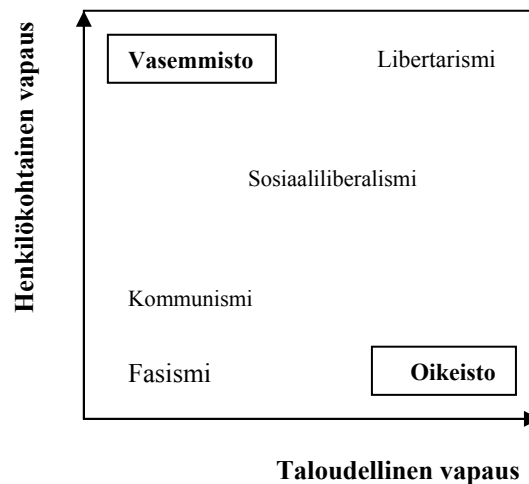 Henkilökohtainen vapaus
Vasemmisto
Libertarismi
Sosiaaliliberalismi
Kommunismi
Fasismi
Oikeisto
Taloudellinen vapaus